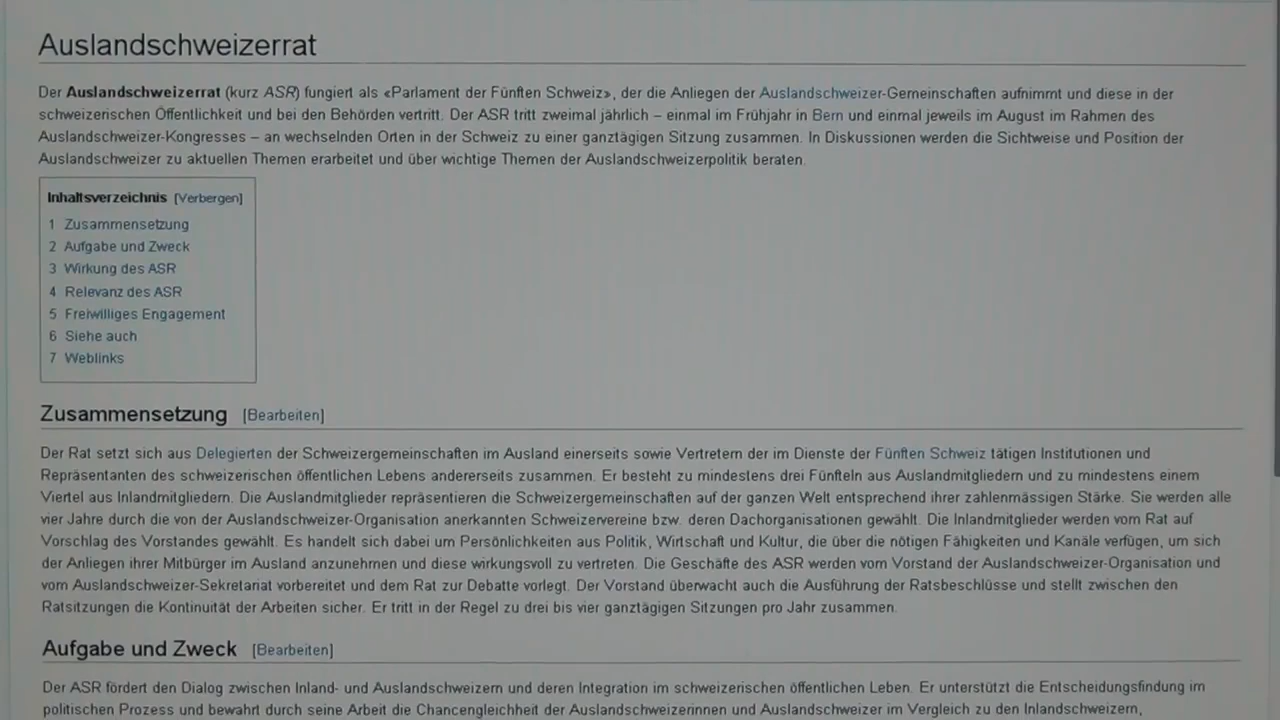 Auslandschweizerrat
Der Auslandschweizerrat (kurz ASR) fungiert als «Parlament der Fünften Schweiz», der die Anliegen der Auslandschweizer-Gemeinschaften aufnimmt und diese in der
schweizerischen Öffentlichkeit und bei den Behörden vertritt. Der ASR tritt zweimal jährlich – einmal im Frühjahr in Bern und einmal jeweils im August im Rahmen des
Auslandschweizer-Kongresses – an wechselnden Orten in der Schweiz zu einer ganztägigen Sitzung zusammen. In Diskussionen werden die Sichtweise und Position der
Auslandschweizer zu aktuellen Themen erarbeitet und über wichtige Themen der Auslandschweizerpolitik beraten.
Inhaltsverzeichnis [Verbergen]
1 Zusammensetzung
2 Aufgabe und Zweck
3 Wirkung des ASR
4 Relevanz des ASR
5 Freiwilliges Engagement
6 Siehe auch
7 Weblinks
Zusammensetzung [Bearbeiten]
Der Rat setzt sich aus Delegierten der Schweizergemeinschaften im Ausland einerseits sowie Vertretern der im Dienste der Fünften Schweiz tätigen Institutionen und
Repräsentanten des schweizerischen öffentlichen Lebens andererseits zusammen. Er besteht zu mindestens drei Fünfteln aus Auslandmitgliedern und zu mindestens einem
Viertel aus Inlandmitgliedern. Die Auslandmitglieder repräsentieren die Schweizergemeinschaften auf der ganzen Welt entsprechend ihrer zahlenmässigen Stärke. Sie werden alle
vier Jahre durch die von der Auslandschweizer-Organisation anerkannten Schweizervereine bzw. deren Dachorganisationen gewählt. Die Inlandmitglieder werden vom Rat auf
Vorschlag des Vorstandes gewählt. Es handelt sich dabei um Persönlichkeiten aus Politik, Wirtschaft und Kultur, die über die nötigen Fähigkeiten und Kanäle verfügen, um sich
der Anliegen ihrer Mitbürger im Ausland anzunehmen und diese wirkungsvoll zu vertreten. Die Geschäfte des ASR werden vom Vorstand der Auslandschweizer-Organisation und
vom Auslandschweizer-Sekretariat vorbereitet und dem Rat zur Debatte vorlegt. Der Vorstand überwacht auch die Ausführung der Ratsbeschlüsse und stellt zwischen den
Ratsitzungen die Kontinuität der Arbeiten sicher. Er tritt in der Regel zu drei bis vier ganztägigen Sitzungen pro Jahr zusammen.
Aufgabe und Zweck [Bearbeiten]
Der ASR fördert den Dialog zwischen Inland- und Auslandschweizern und deren Integration im schweizerischen öffentlichen Leben. Er unterstützt die Entscheidungsfindung im
politischen Prozess und bewahrt durch seine Arbeit die Chancengleichheit der Auslandschweizerinnen und Auslandschweizer im Vergleich zu den Inlandschweizern,